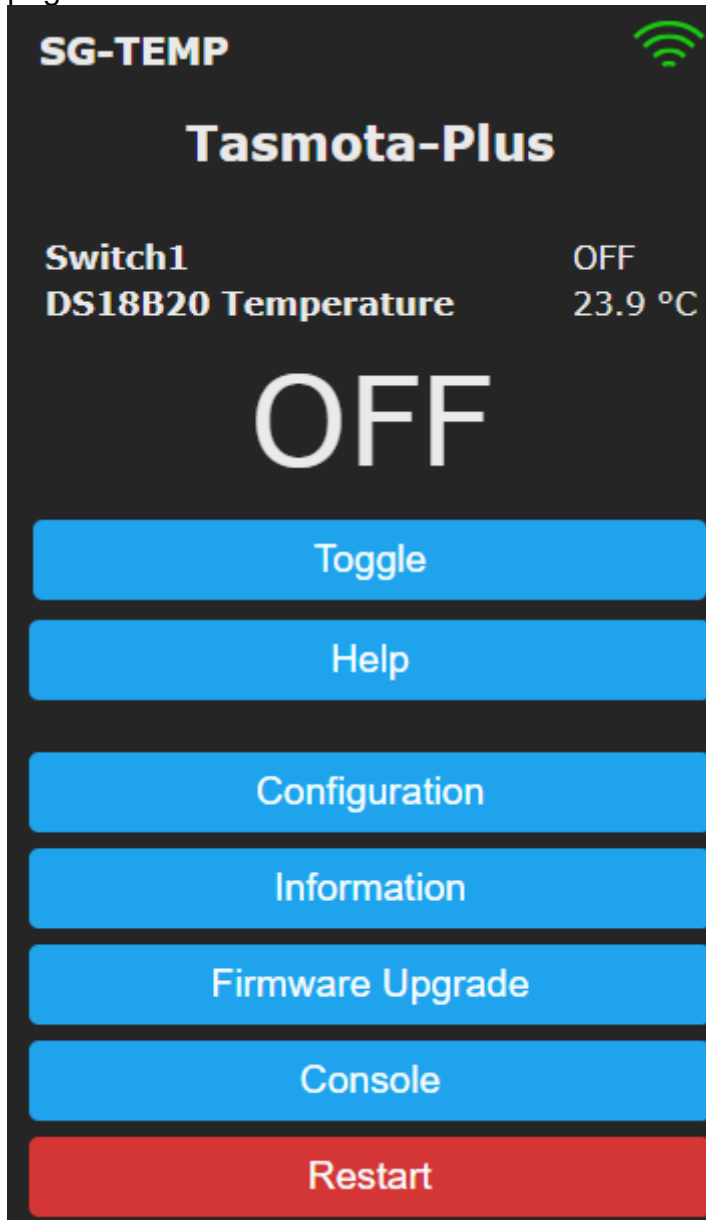 SG-TEMP
Tasmota-Plus
Switch1 OFF
DS18B20 Temperature 23.9 °C
OFF
Toggle
Help
Configuration
Information
Firmware Upgrade
Console
Restart